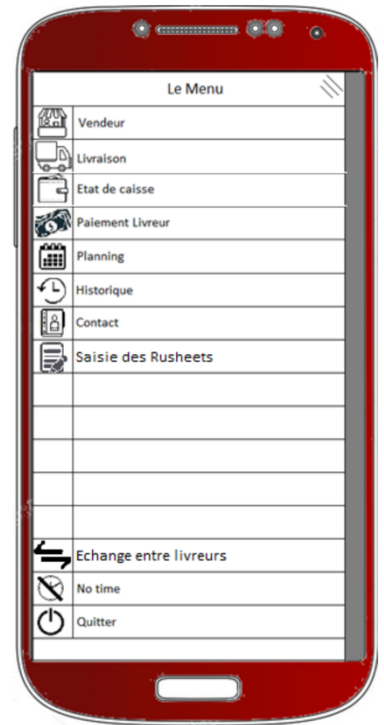 Le Menu
Vendeur
Livraison
Etat de caisse
Paiement Livreur
Planning
Historique
Contact
Saisie des Rusheets
Echange entre livreurs
No time
Quitter